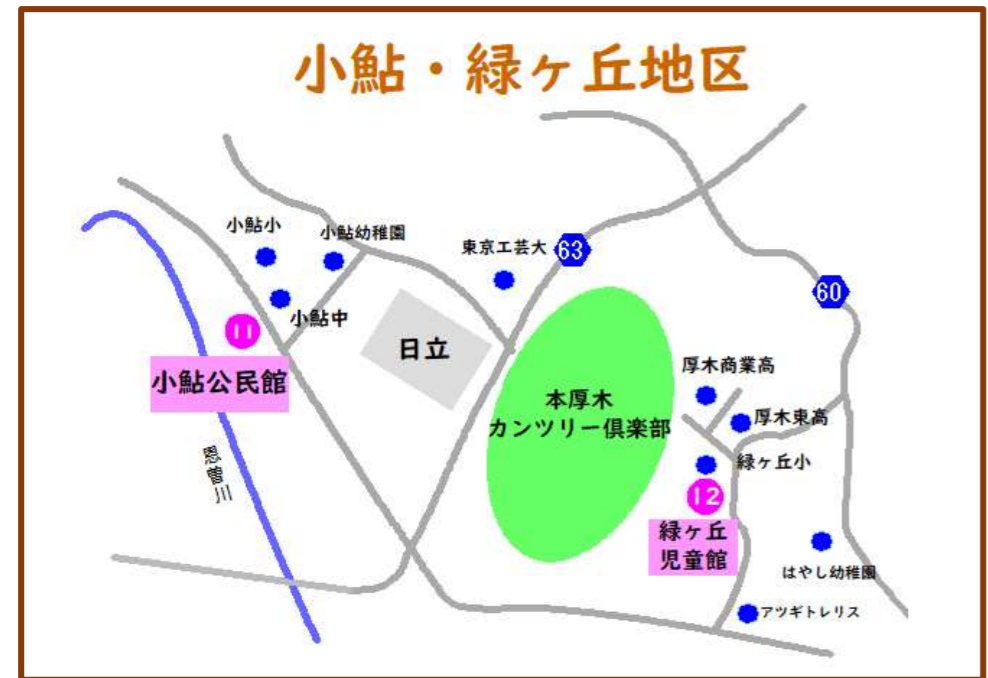 小鮎・緑ヶ丘地区
小鮎小
小鮎幼稚園
東京工芸大
63
60
小鮎中
11
小鮎公民館
日立
本厚木
カンツリー倶楽部
厚木商業高
厚木東高
緑ヶ丘小
12
緑ヶ丘
児童館
恩曽川
はやし幼稚園
アツギトレリス